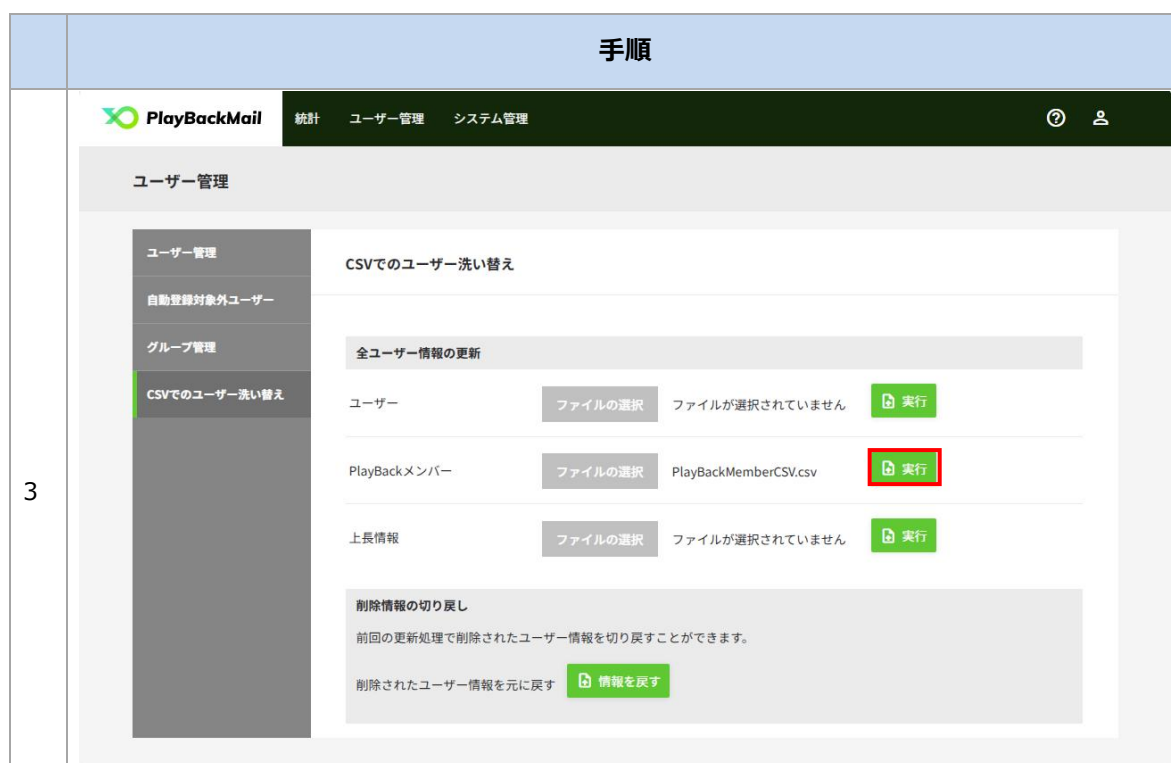 手順
3
PlayBackMail 統計 ユーザー管理 システム管理
ユーザー管理
ユーザー管理
自動登録対象外ユーザー
グループ管理
CSVでのユーザー洗い替え
CSVでのユーザー洗い替え
全ユーザー情報の更新
ユーザー ファイルの選択 ファイルが選択されていません 実行
PlayBackメンバー ファイルの選択 PlayBackMemberCSV.csv 実行
上長情報 ファイルの選択 ファイルが選択されていません 実行
削除情報の切り戻し
前回の更新処理で削除されたユーザー情報を切り戻すことができます。
削除されたユーザー情報を元に戻す 情報を戻す